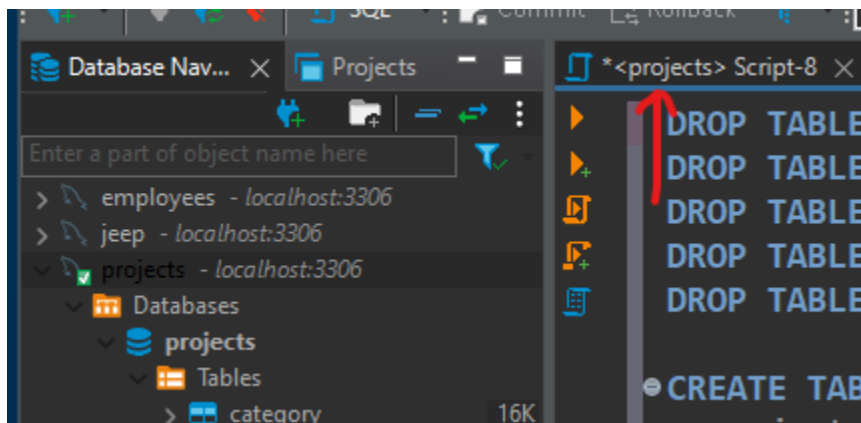 SQL Commit Rollback
Database Nav... Projects
*<projects> Script-8
Enter a part of object name here
employees - localhost:3306
jeep - localhost:3306
projects - localhost:3306
Databases
projects
Tables
category 16K
DROP TABLE
DROP TABLE
DROP TABLE
DROP TABLE
DROP TABLE
CREATE TAB